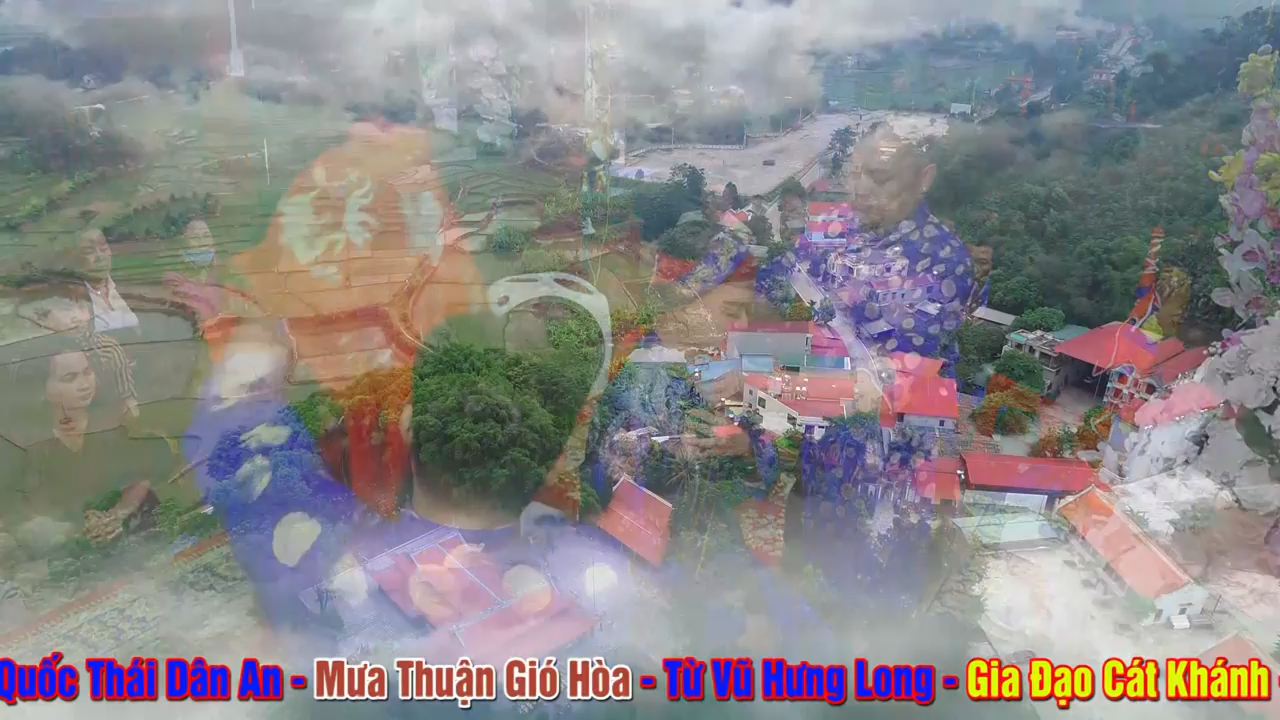 Quốc Thái Dân An - Mưa Thuận Gió Hòa - Từ Vũ Hưng Long - Gia Đạo Cát Khánh -